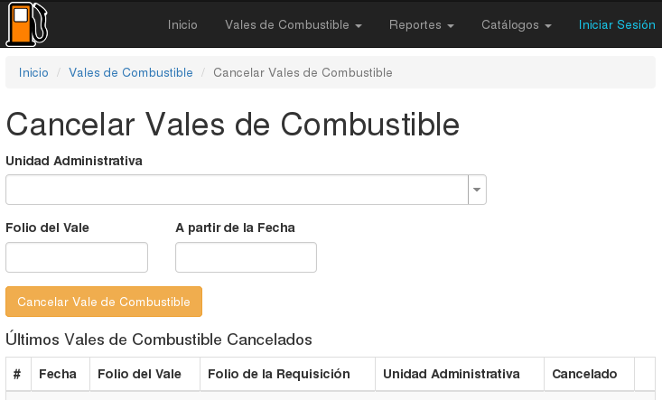 Inicio Vales de Combustible Reportes Catálogos Iniciar Sesión
Inicio / Vales de Combustible / Cancelar Vales de Combustible
Cancelar Vales de Combustible
Unidad Administrativa
Folio del Vale A partir de la Fecha
Cancelar Vale de Combustible
Últimos Vales de Combustible Cancelados
# Fecha Folio del Vale Folio de la Requisición Unidad Administrativa Cancelado